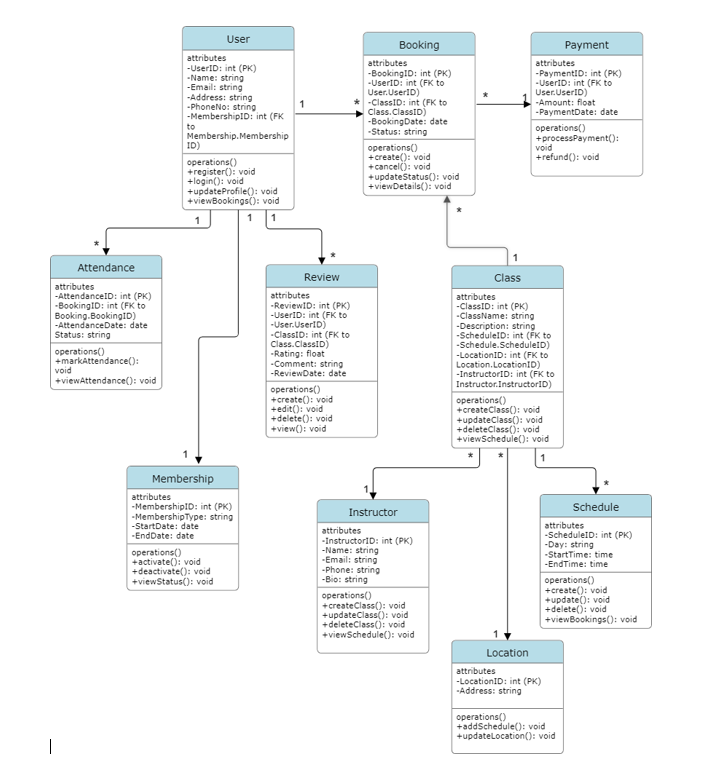 User
attributes
-UserID: int (PK)
-Name: string
-Email: string
-Address: string
-PhoneNo: string
-MembershipID: int (FK
to
Membership.Membership
ID)
operations()
+register(): void
+login(): void
+updateProfile(): void
+viewBookings(): void
1
*
Booking
attributes
-BookingID: int (PK)
-UserID: int (FK to
User.UserID)
-ClassID: int (FK to
Class.ClassID)
-BookingDate: date
-Status: string
operations()
+create(): void
+cancel(): void
+updateStatus(): void
+viewDetails(): void
*
1
Payment
attributes
-PaymentID: int (PK)
-UserID: int (FK to
User.UserID)
-Amount: float
-PaymentDate: date
operations()
+processPayment():
void
+refund(): void
1
1
1
*
*
*
1
Attendance
attributes
-AttendanceID: int (PK)
-BookingID: int (FK to
Booking.BookingID)
-AttendanceDate: date
Status: string
operations()
+markAttendance():
void
+viewAttendance(): void
Review
attributes
-ReviewID: int (PK)
-UserID: int (FK to
-User.UserID)
-ClassID: int (FK to
Class.ClassID)
-Rating: float
-Comment: string
-ReviewDate: date
operations()
+create(): void
+edit(): void
+delete(): void
+view(): void
Class
attributes
-ClassID: int (PK)
-ClassName: string
-Description: string
-ScheduleID: int (FK to
-Schedule.ScheduleID)
-LocationID: int (FK to
Location.LocationID)
-InstructorID: int (FK to
Instructor.InstructorID)
operations()
+createClass(): void
+updateClass(): void
+deleteClass(): void
+viewSchedule(): void
1
*
*
1
1
*
1
Membership
attributes
-MembershipID: int (PK)
-MembershipType: string
-StartDate: date
-EndDate: date
operations()
+activate(): void
+deactivate(): void
+viewStatus(): void
Instructor
attributes
-InstructorID: int (PK)
-Name: string
-Email: string
-Phone: string
-Bio: string
operations()
+createClass(): void
+updateClass(): void
+deleteClass(): void
+viewSchedule(): void
Schedule
attributes
-ScheduleID: int (PK)
-Day: string
-StartTime: time
-EndTime: time
operations()
+create(): void
+update(): void
+delete(): void
+viewBookings(): void
Location
attributes
-LocationID: int (PK)
-Address: string
operations()
+addSchedule(): void
+updateLocation(): void